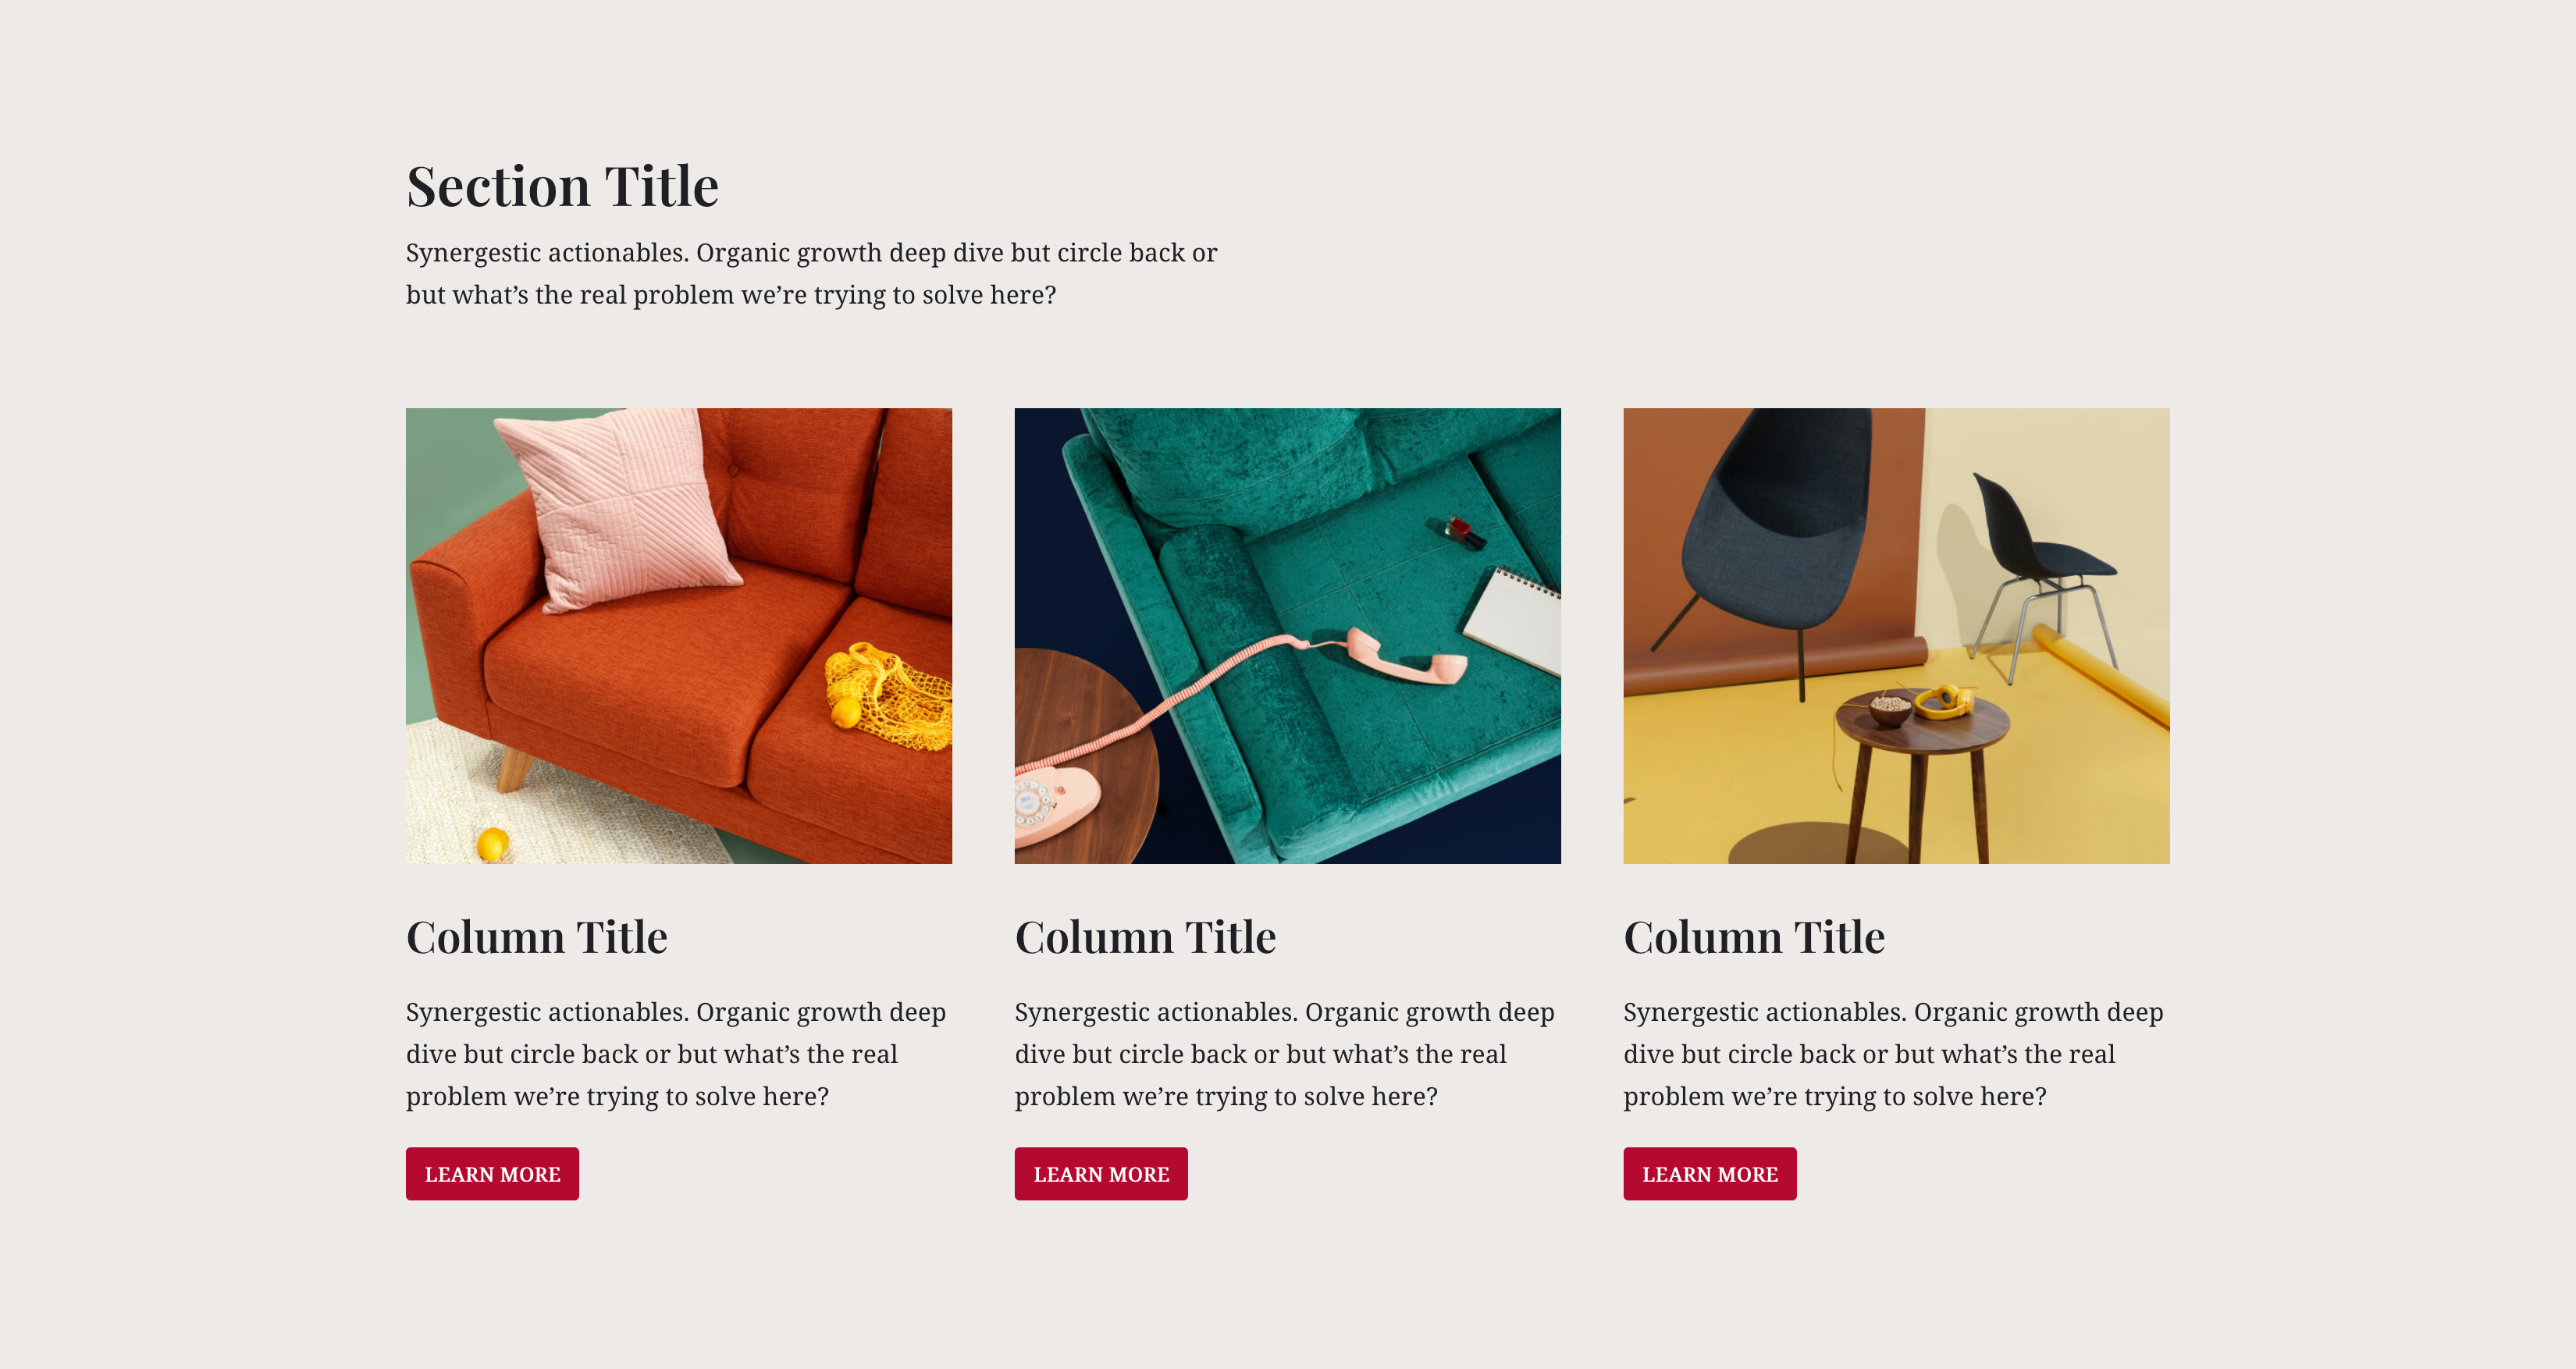 Section Title
Synergestic actionables. Organic growth deep dive but circle back or
but what’s the real problem we’re trying to solve here?
Column Title
Synergestic actionables. Organic growth deep
dive but circle back or but what’s the real
problem we’re trying to solve here?
LEARN MORE
Column Title
Synergestic actionables. Organic growth deep
dive but circle back or but what’s the real
problem we’re trying to solve here?
LEARN MORE
Column Title
Synergestic actionables. Organic growth deep
dive but circle back or but what’s the real
problem we’re trying to solve here?
LEARN MORE